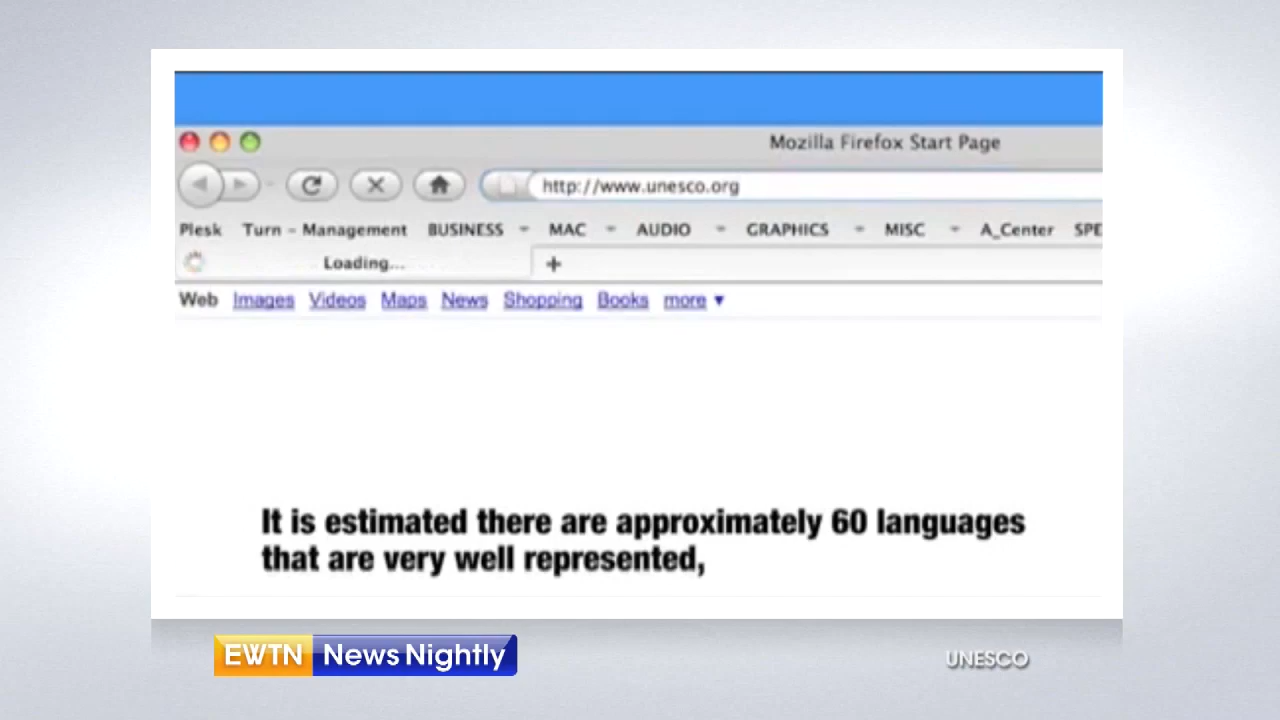 Mozilla Firefox Start Page
http://www.unesco.org
Plesk Turn - Management BUSINESS MAC AUDIO GRAPHICS MISC A_Center SPE
Loading...
Web Images Videos Maps News Shopping Books more
It is estimated there are approximately 60 languages
that are very well represented,
EWTN News Nightly
UNESCO